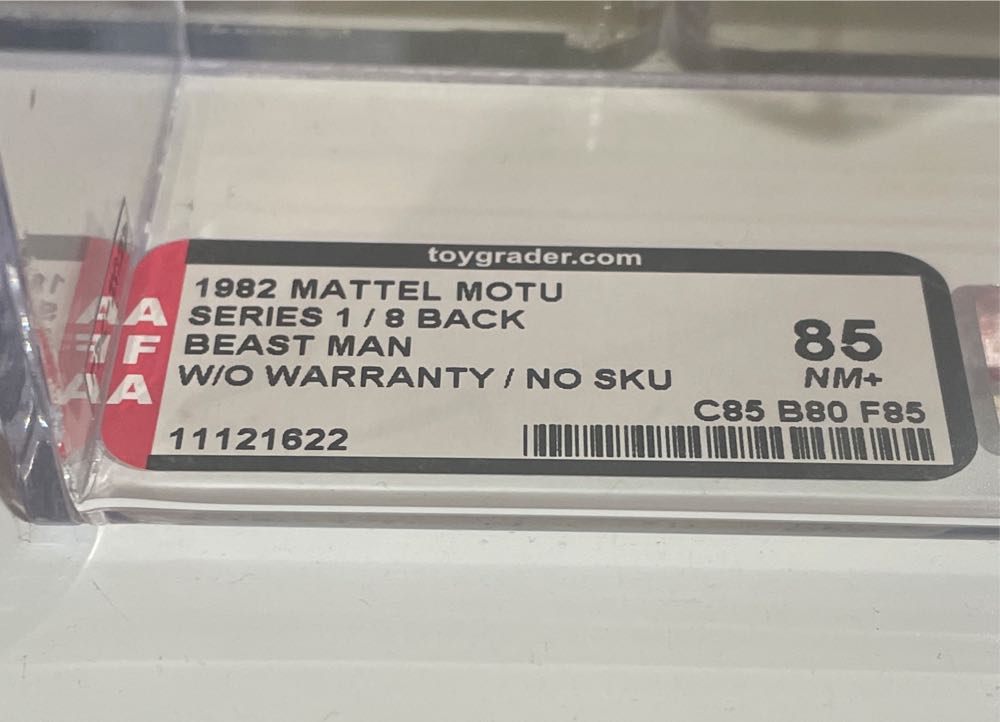 toygrader.com
AFA
1982 MATTEL MOTU
SERIES 1 / 8 BACK
BEAST MAN
W/O WARRANTY / NO SKU
85
NM+
C85 B80 F85
11121622